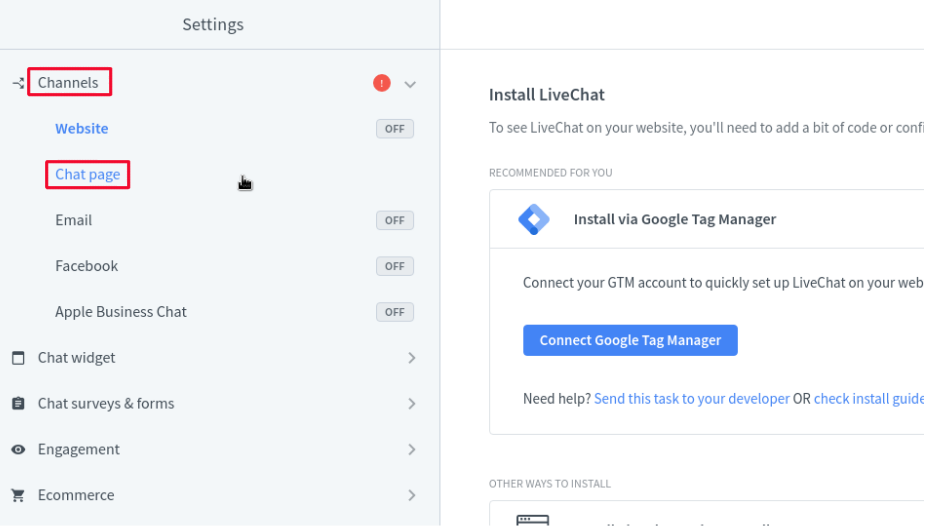 Settings
Channels
!
Website
OFF
Chat page
Email
OFF
Facebook
OFF
Apple Business Chat
OFF
Chat widget
Chat surveys & forms
Engagement
Ecommerce
Install LiveChat
To see LiveChat on your website, you'll need to add a bit of code or confi
RECOMMENDED FOR YOU
Install via Google Tag Manager
Connect your GTM account to quickly set up LiveChat on your web
Connect Google Tag Manager
Need help? Send this task to your developer OR check install guide
OTHER WAYS TO INSTALL